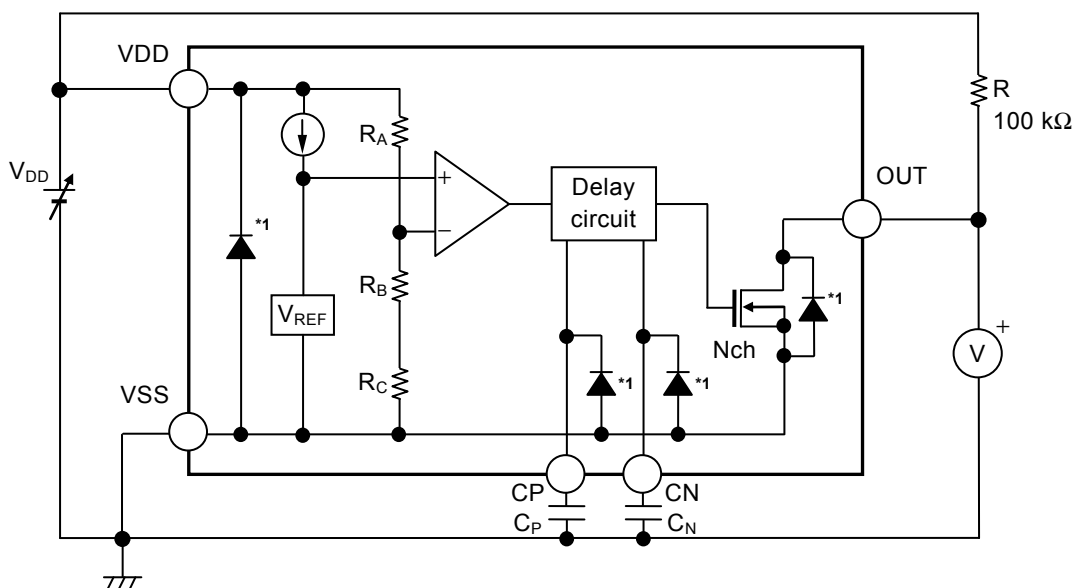 VDD
R
100 kΩ
R_A
V_DD
+
−
Delay
circuit
OUT
*1
R_B
V_REF
*1
Nch
+
V
R_C
*1
*1
VSS
CP
CN
C_P
C_N